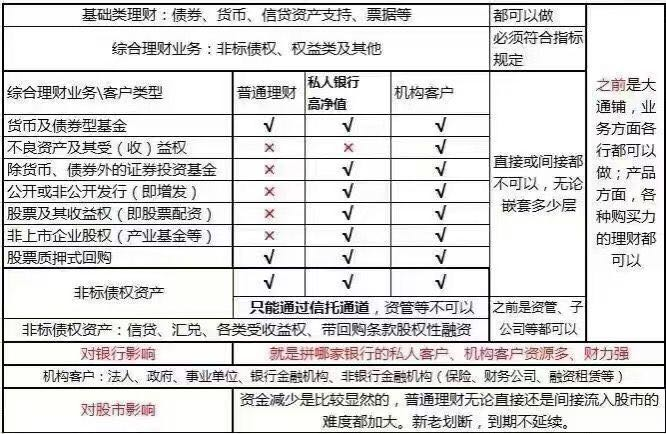 基础类理财：债券、货币、信贷资产支持、票据等
都可以做
综合理财业务：非标债权、权益类及其他
必须符合指标
规定
综合理财业务\客户类型
普通理财
私人银行
高净值
机构客户
货币及债券型基金
√
√
√
不良资产及其受（收）益权
×
×
√
除货币、债券外的证券投资基金
×
√
√
公开或非公开发行（即增发）
×
√
√
股票及其收益权（即股票配资）
×
√
√
非上市企业股权（产业基金等）
×
√
√
股票质押式回购
√
√
√
直接或间接都
不可以，无论
嵌套多少层
之前是大
通铺，业
务方面各
行都可以
做；产品
方面，各
种购买力
的理财都
可以
非标债权资产
√
√
√
只能通过信托通道，资管等不可以
之前是资管、子
公司等都可以
非标债权资产：信贷、汇兑、各类受收益权、带回购条款股权性融资
对银行影响
就是拼哪家银行的私人客户、机构客户资源多、财力强
机构客户：法人、政府、事业单位、银行金融机构、非银行金融机构（保险、财务公司、融资租赁等）
对股市影响
资金减少是比较显然的，普通理财无论直接还是间接流入股市的
难度都加大。新老划断，到期不延续。